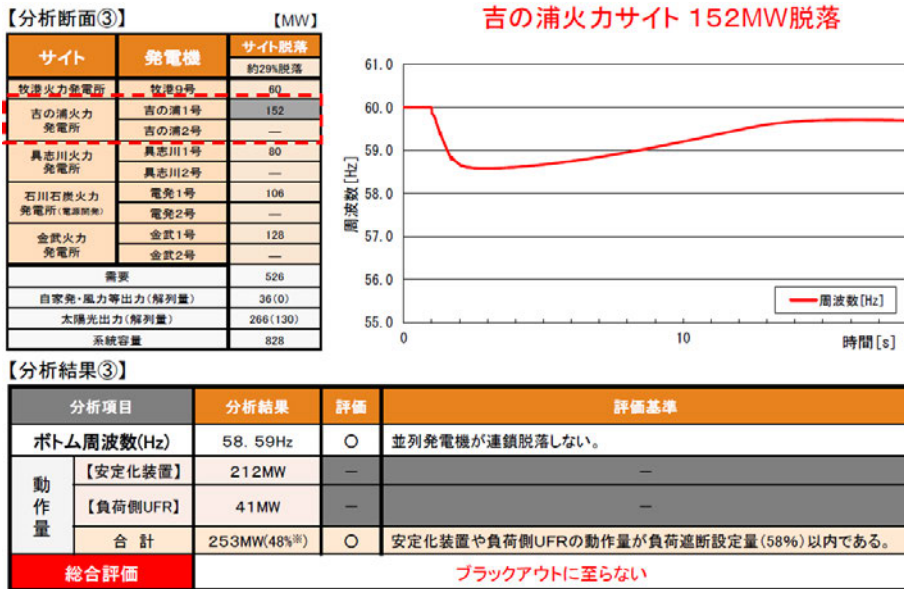 【分析断面③】
【MW】
サイト 発電機 サイト脱落
約29%脱落
牧港火力発電所 牧港9号 60
吉の浦火力発電所 吉の浦1号 152
吉の浦2号 —
具志川火力発電所 具志川1号 80
具志川2号 —
石川石炭火力発電所(電源開発) 電発1号 106
電発2号 —
金武火力発電所 金武1号 128
金武2号 —
需要 526
自家発・風力等出力(解列量) 36(0)
太陽光出力(解列量) 266(130)
系統容量 828
吉の浦火力サイト 152MW脱落
61.0
60.0
59.0
58.0
57.0
56.0
55.0
周波数[Hz]
周波数[Hz]
0 10 時間[s]
【分析結果③】
分析項目 分析結果 評価 評価基準
ボトム周波数(Hz) 58.59Hz ○ 並列発電機が連鎖脱落しない。
動作量 【安定化装置】 212MW － －
【負荷側UFR】 41MW － －
合計 253MW(48%※) ○ 安定化装置や負荷側UFRの動作量が負荷遮断設定量(58%)以内である。
総合評価 ブラックアウトに至らない